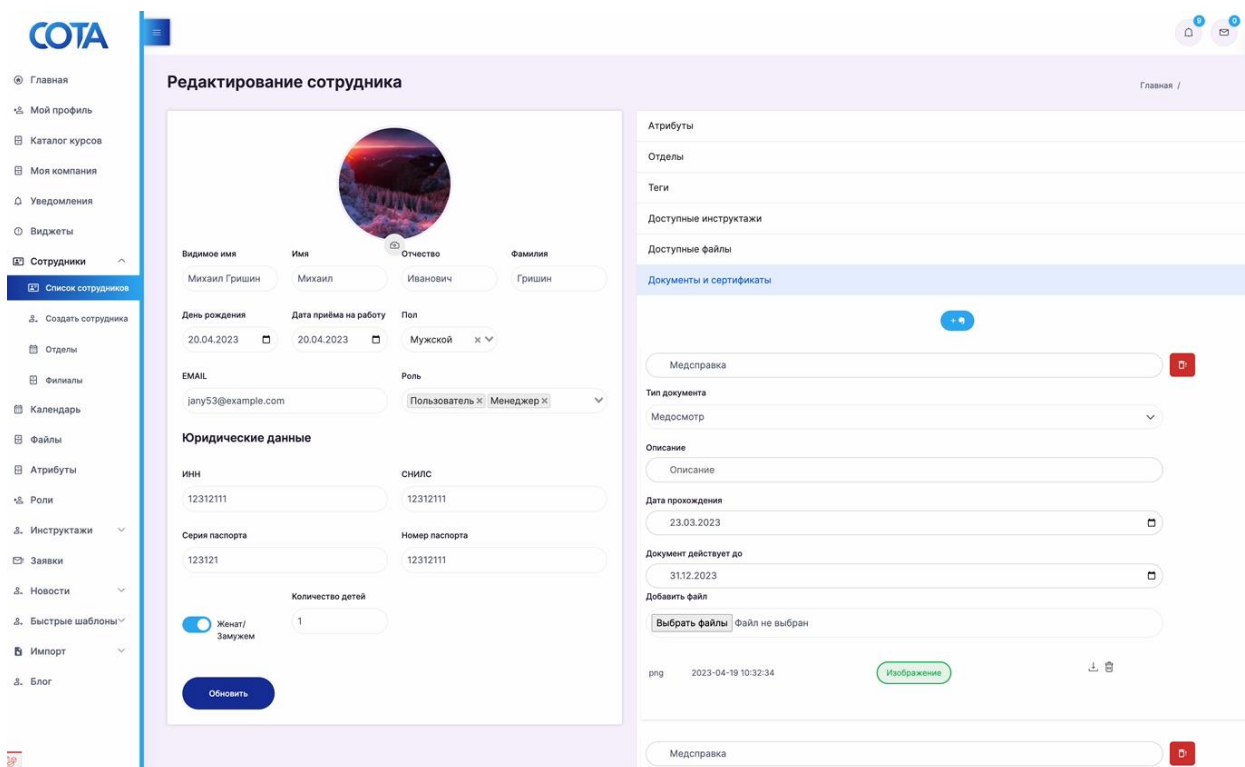 СОТА
9
0
Главная
Мой профиль
Каталог курсов
Моя компания
Уведомления
Виджеты
Сотрудники
Список сотрудников
Создать сотрудника
Отделы
Филиалы
Календарь
Файлы
Атрибуты
Роли
Инструктажи
Заявки
Новости
Быстрые шаблоны
Импорт
Блог
Редактирование сотрудника
Главная /
Видимое имя Имя Отчество Фамилия
Михаил Гришин Михаил Иванович Гришин
День рождения Дата приёма на работу Пол
20.04.2023 20.04.2023 Мужской
EMAIL Роль
jany53@example.com Пользователь Менеджер
Юридические данные
ИНН СНИЛС
12312111 12312111
Серия паспорта Номер паспорта
123121 12312111
Количество детей
Женат/ 1
Замужем
Обновить
Атрибуты
Отделы
Теги
Доступные инструктажи
Доступные файлы
Документы и сертификаты
+
Медсправка
Тип документа
Медосмотр
Описание
Описание
Дата прохождения
23.03.2023
Документ действует до
31.12.2023
Добавить файл
Выбрать файлы Файл не выбран
png 2023-04-19 10:32:34 Изображение
Медсправка